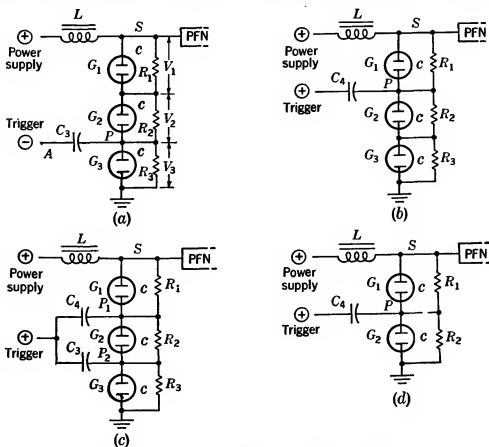 L
S
PFN
Power
supply
G1
c
R1
V1
G2
c
R2
V2
Trigger
C3
P
A
G3
c
R3
V3
(a)
L
S
PFN
Power
supply
G1
c
R1
C4
P
Trigger
G2
c
R2
G3
c
R3
(b)
L
S
PFN
Power
supply
G1
c
R1
C4
P1
G2
c
R2
C3
P2
Trigger
G3
c
R3
(c)
L
S
PFN
Power
supply
G1
c
R1
C4
P
Trigger
G2
c
R2
(d)